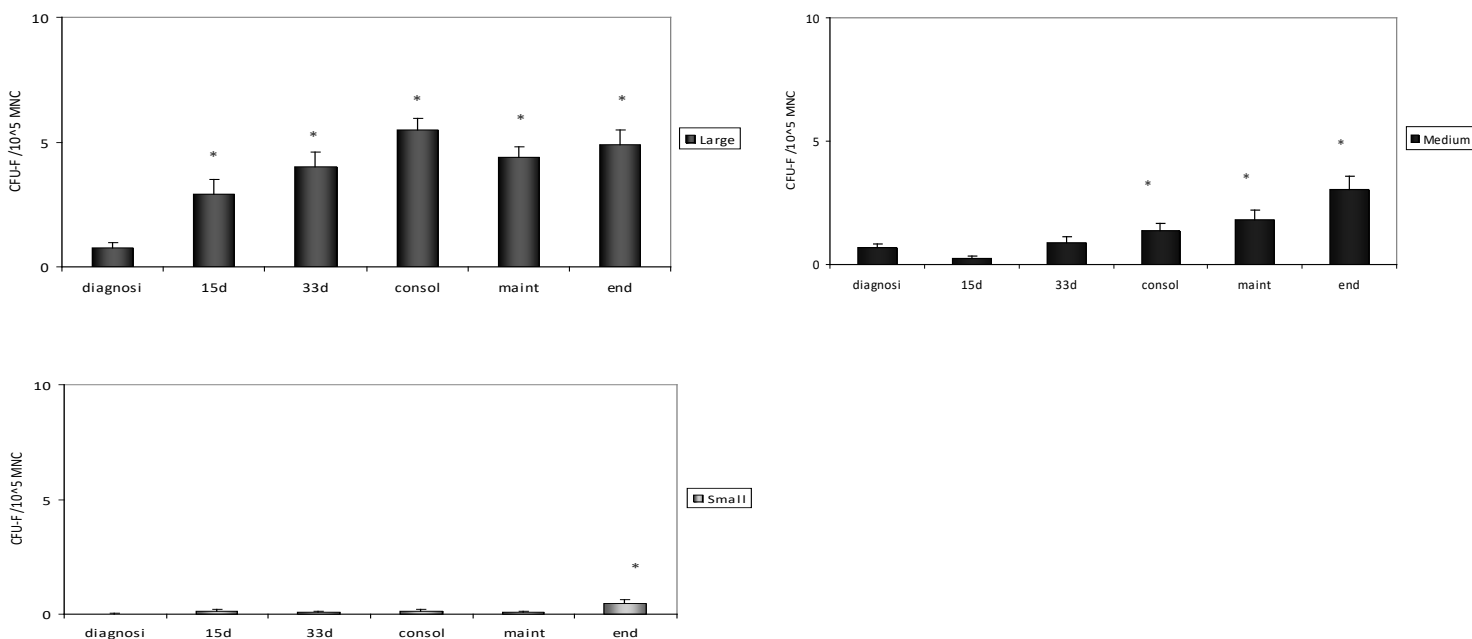 10
5
0
CFU-F /10^5 MNC
* * * * *
diagnosi 15d 33d consol maint end
Large
10
5
0
CFU-F /10^5 MNC
* * *
diagnosi 15d 33d consol maint end
Medium
10
5
0
CFU-F /10^5 MNC
*
diagnosi 15d 33d consol maint end
Small